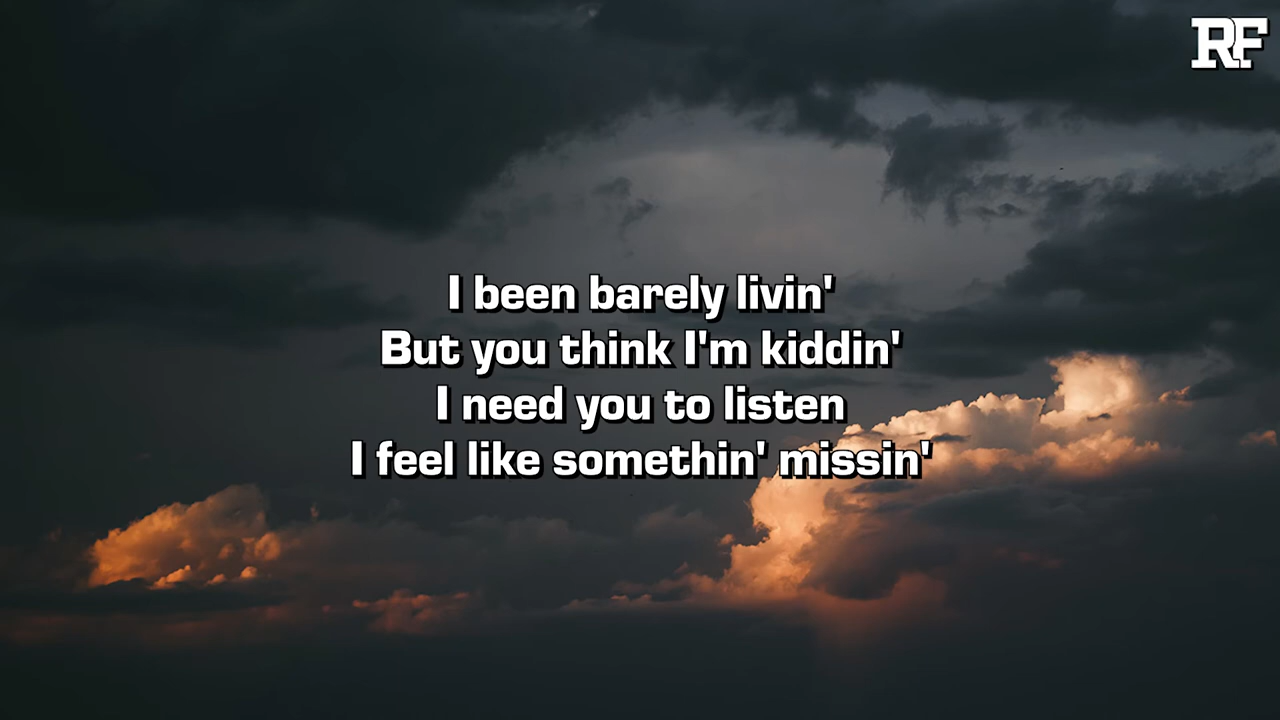 RF
I been barely livin'
But you think I'm kiddin'
I need you to listen
I feel like somethin' missin'